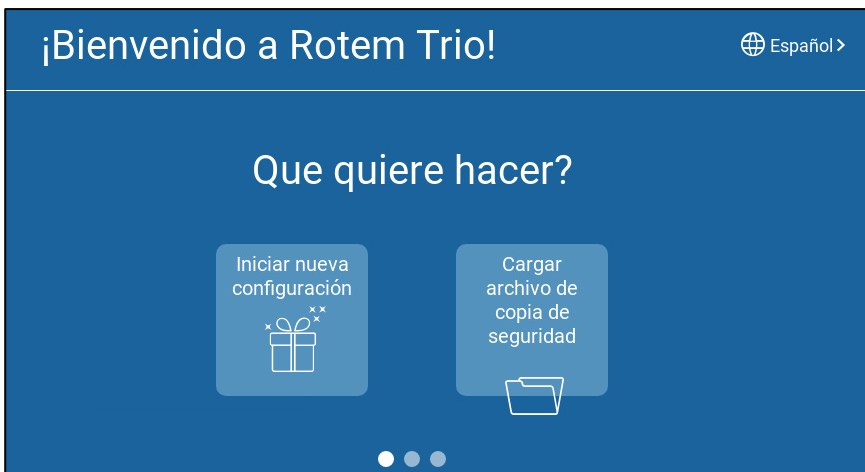 ¡Bienvenido a Rotem Trio!
Español
Que quiere hacer?
Iniciar nueva
configuración
Cargar
archivo de
copia de
seguridad